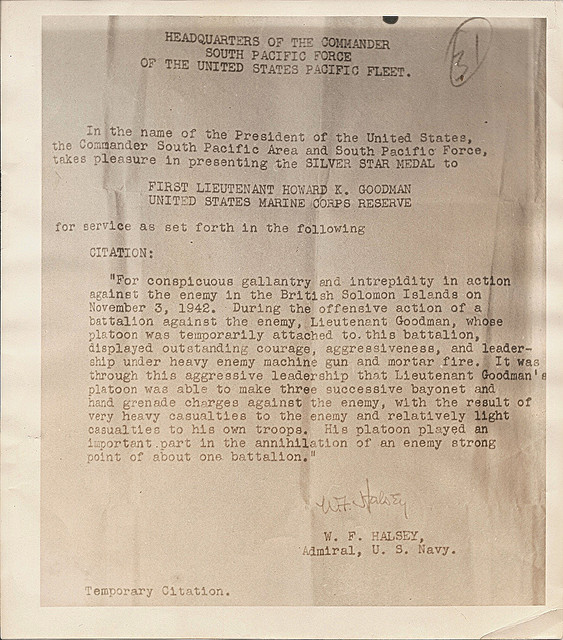 HEADQUARTERS OF THE COMMANDER
SOUTH PACIFIC FORCE
OF THE UNITED STATES PACIFIC FLEET.
31
In the name of the President of the United States,
the Commander South Pacific Area and South Pacific Force,
takes pleasure in presenting the SILVER STAR MEDAL to
FIRST LIEUTENANT HOWARD K. GOODMAN
UNITED STATES MARINE CORPS RESERVE
for service as set forth in the following
CITATION:
"For conspicuous gallantry and intrepidity in action
against the enemy in the British Solomon Islands on
November 3, 1942. During the offensive action of a
battalion against the enemy, Lieutenant Goodman, whose
platoon was temporarily attached to this battalion,
displayed outstanding courage, aggressiveness, and leader-
ship under heavy enemy machine gun and mortar fire. It was
through this aggressive leadership that Lieutenant Goodman's
platoon was able to make three successive bayonet and
hand grenade charges against the enemy, with the result of
very heavy casualties to the enemy and relatively light
casualties to his own troops. His platoon played an
important part in the annihilation of an enemy strong
point of about one battalion."
W.F. Halsey
W. F. HALSEY,
Admiral, U. S. Navy.
Temporary Citation.